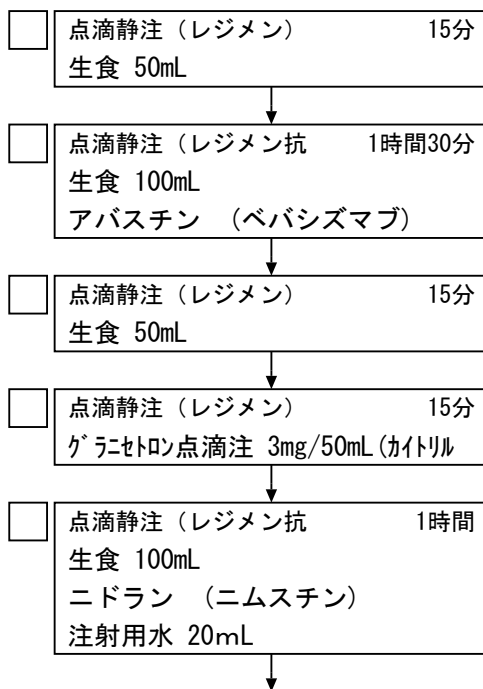 点滴静注（レジメン） 15分
生食 50mL
点滴静注（レジメン抗 1時間30分
生食 100mL
アバスチン （ベバシズマブ）
点滴静注（レジメン） 15分
生食 50mL
点滴静注（レジメン） 15分
グラニセトロン点滴注 3mg/50mL(カイトリル
点滴静注（レジメン抗 1時間
生食 100mL
ニドラン （ニムスチン）
注射用水 20mL